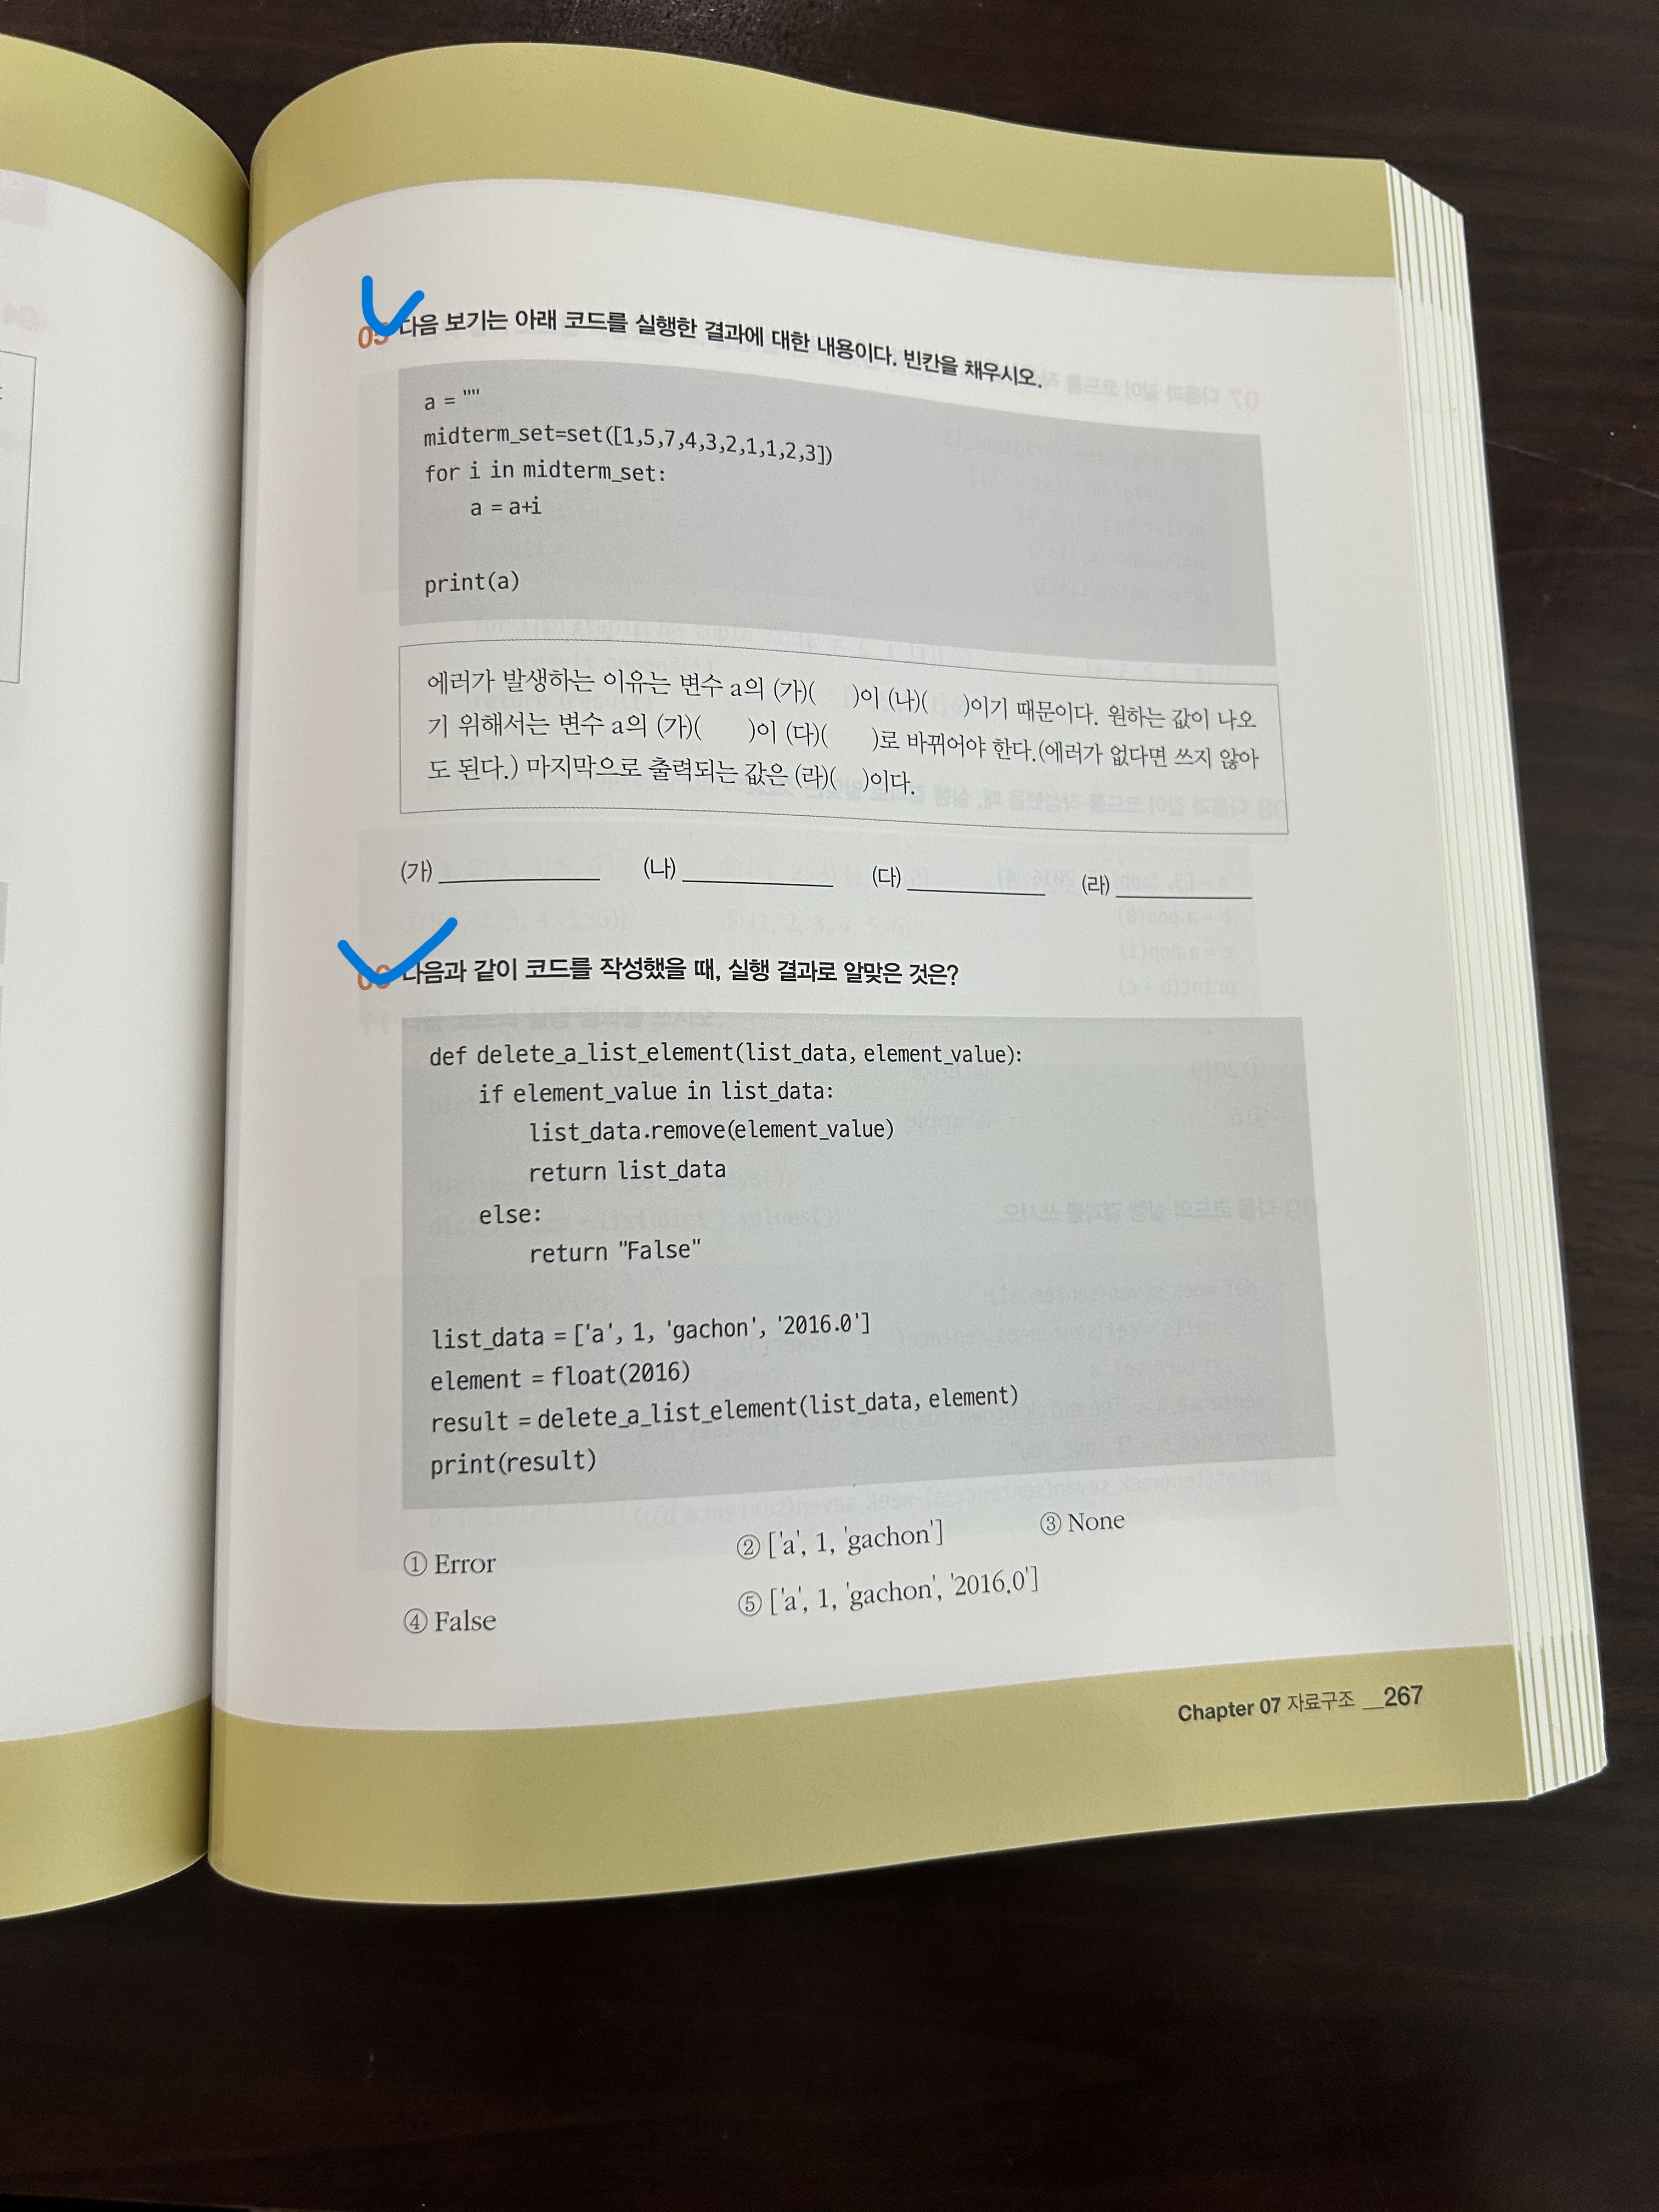 05 다음 보기는 아래 코드를 실행한 결과에 대한 내용이다. 빈칸을 채우시오.
a = ""
midterm_set=set([1,5,7,4,3,2,1,1,2,3])
for i in midterm_set:
    a = a+i
print(a)
에러가 발생하는 이유는 변수 a의 (가)( )이 (나)( )이기 때문이다. 원하는 값이 나오
기 위해서는 변수 a의 (가)( )이 (다)( )로 바뀌어야 한다.(에러가 없다면 쓰지 않아
도 된다.) 마지막으로 출력되는 값은 (라)( )이다.
(가) (나) (다) (라)
다음과 같이 코드를 작성했을 때, 실행 결과로 알맞은 것은?
def delete_a_list_element(list_data, element_value):
    if element_value in list_data:
        list_data.remove(element_value)
        return list_data
    else:
        return "False"
list_data = ['a', 1, 'gachon', '2016.0']
element = float(2016)
result = delete_a_list_element(list_data, element)
print(result)
① Error ② ['a', 1, 'gachon'] ③ None
④ False ⑤ ['a', 1, 'gachon', '2016.0']
Chapter 07 자료구조 __267